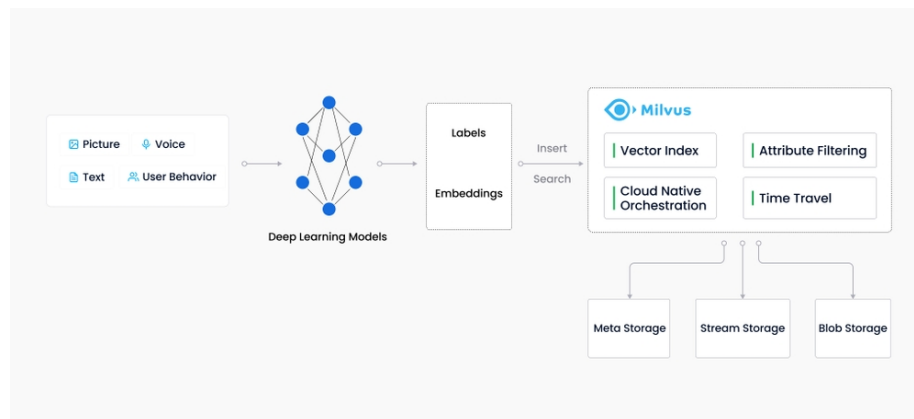 Picture
Voice
Text
User Behavior
Deep Learning Models
Labels
Embeddings
Insert
Search
Milvus
Vector Index
Attribute Filtering
Cloud Native
Orchestration
Time Travel
Meta Storage
Stream Storage
Blob Storage